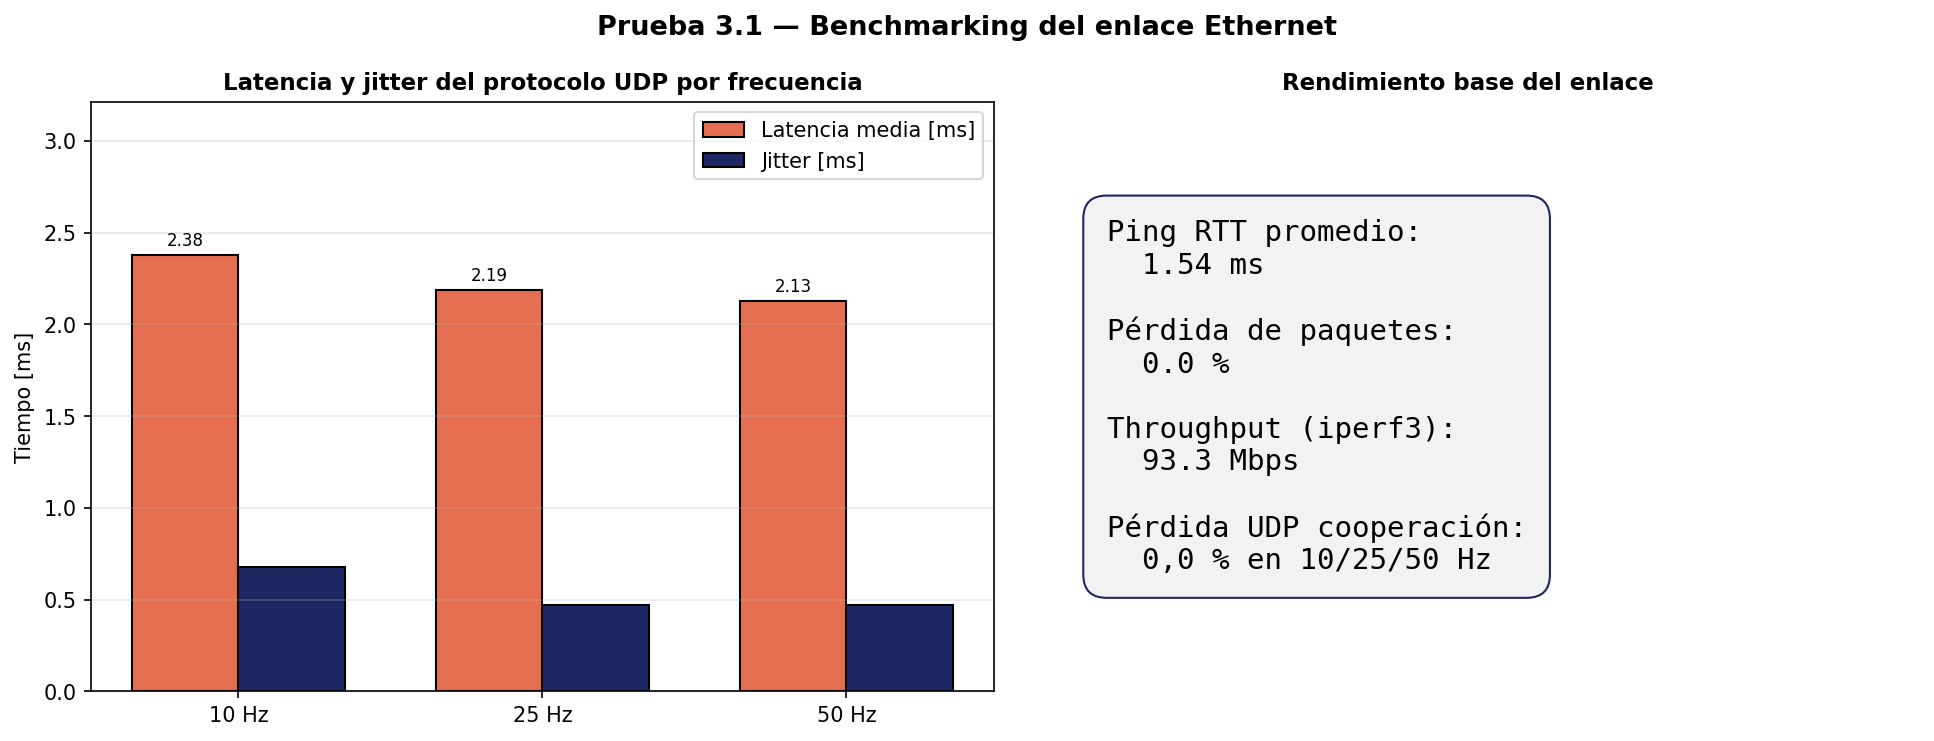 Prueba 3.1 — Benchmarking del enlace Ethernet
Latencia y jitter del protocolo UDP por frecuencia
Latencia media [ms]
Jitter [ms]
Tiempo [ms]
3.0
2.5
2.0
1.5
1.0
0.5
0.0
2.38
2.19
2.13
10 Hz
25 Hz
50 Hz
Rendimiento base del enlace
Ping RTT promedio:
1.54 ms
Pérdida de paquetes:
0.0 %
Throughput (iperf3):
93.3 Mbps
Pérdida UDP cooperación:
0,0 % en 10/25/50 Hz